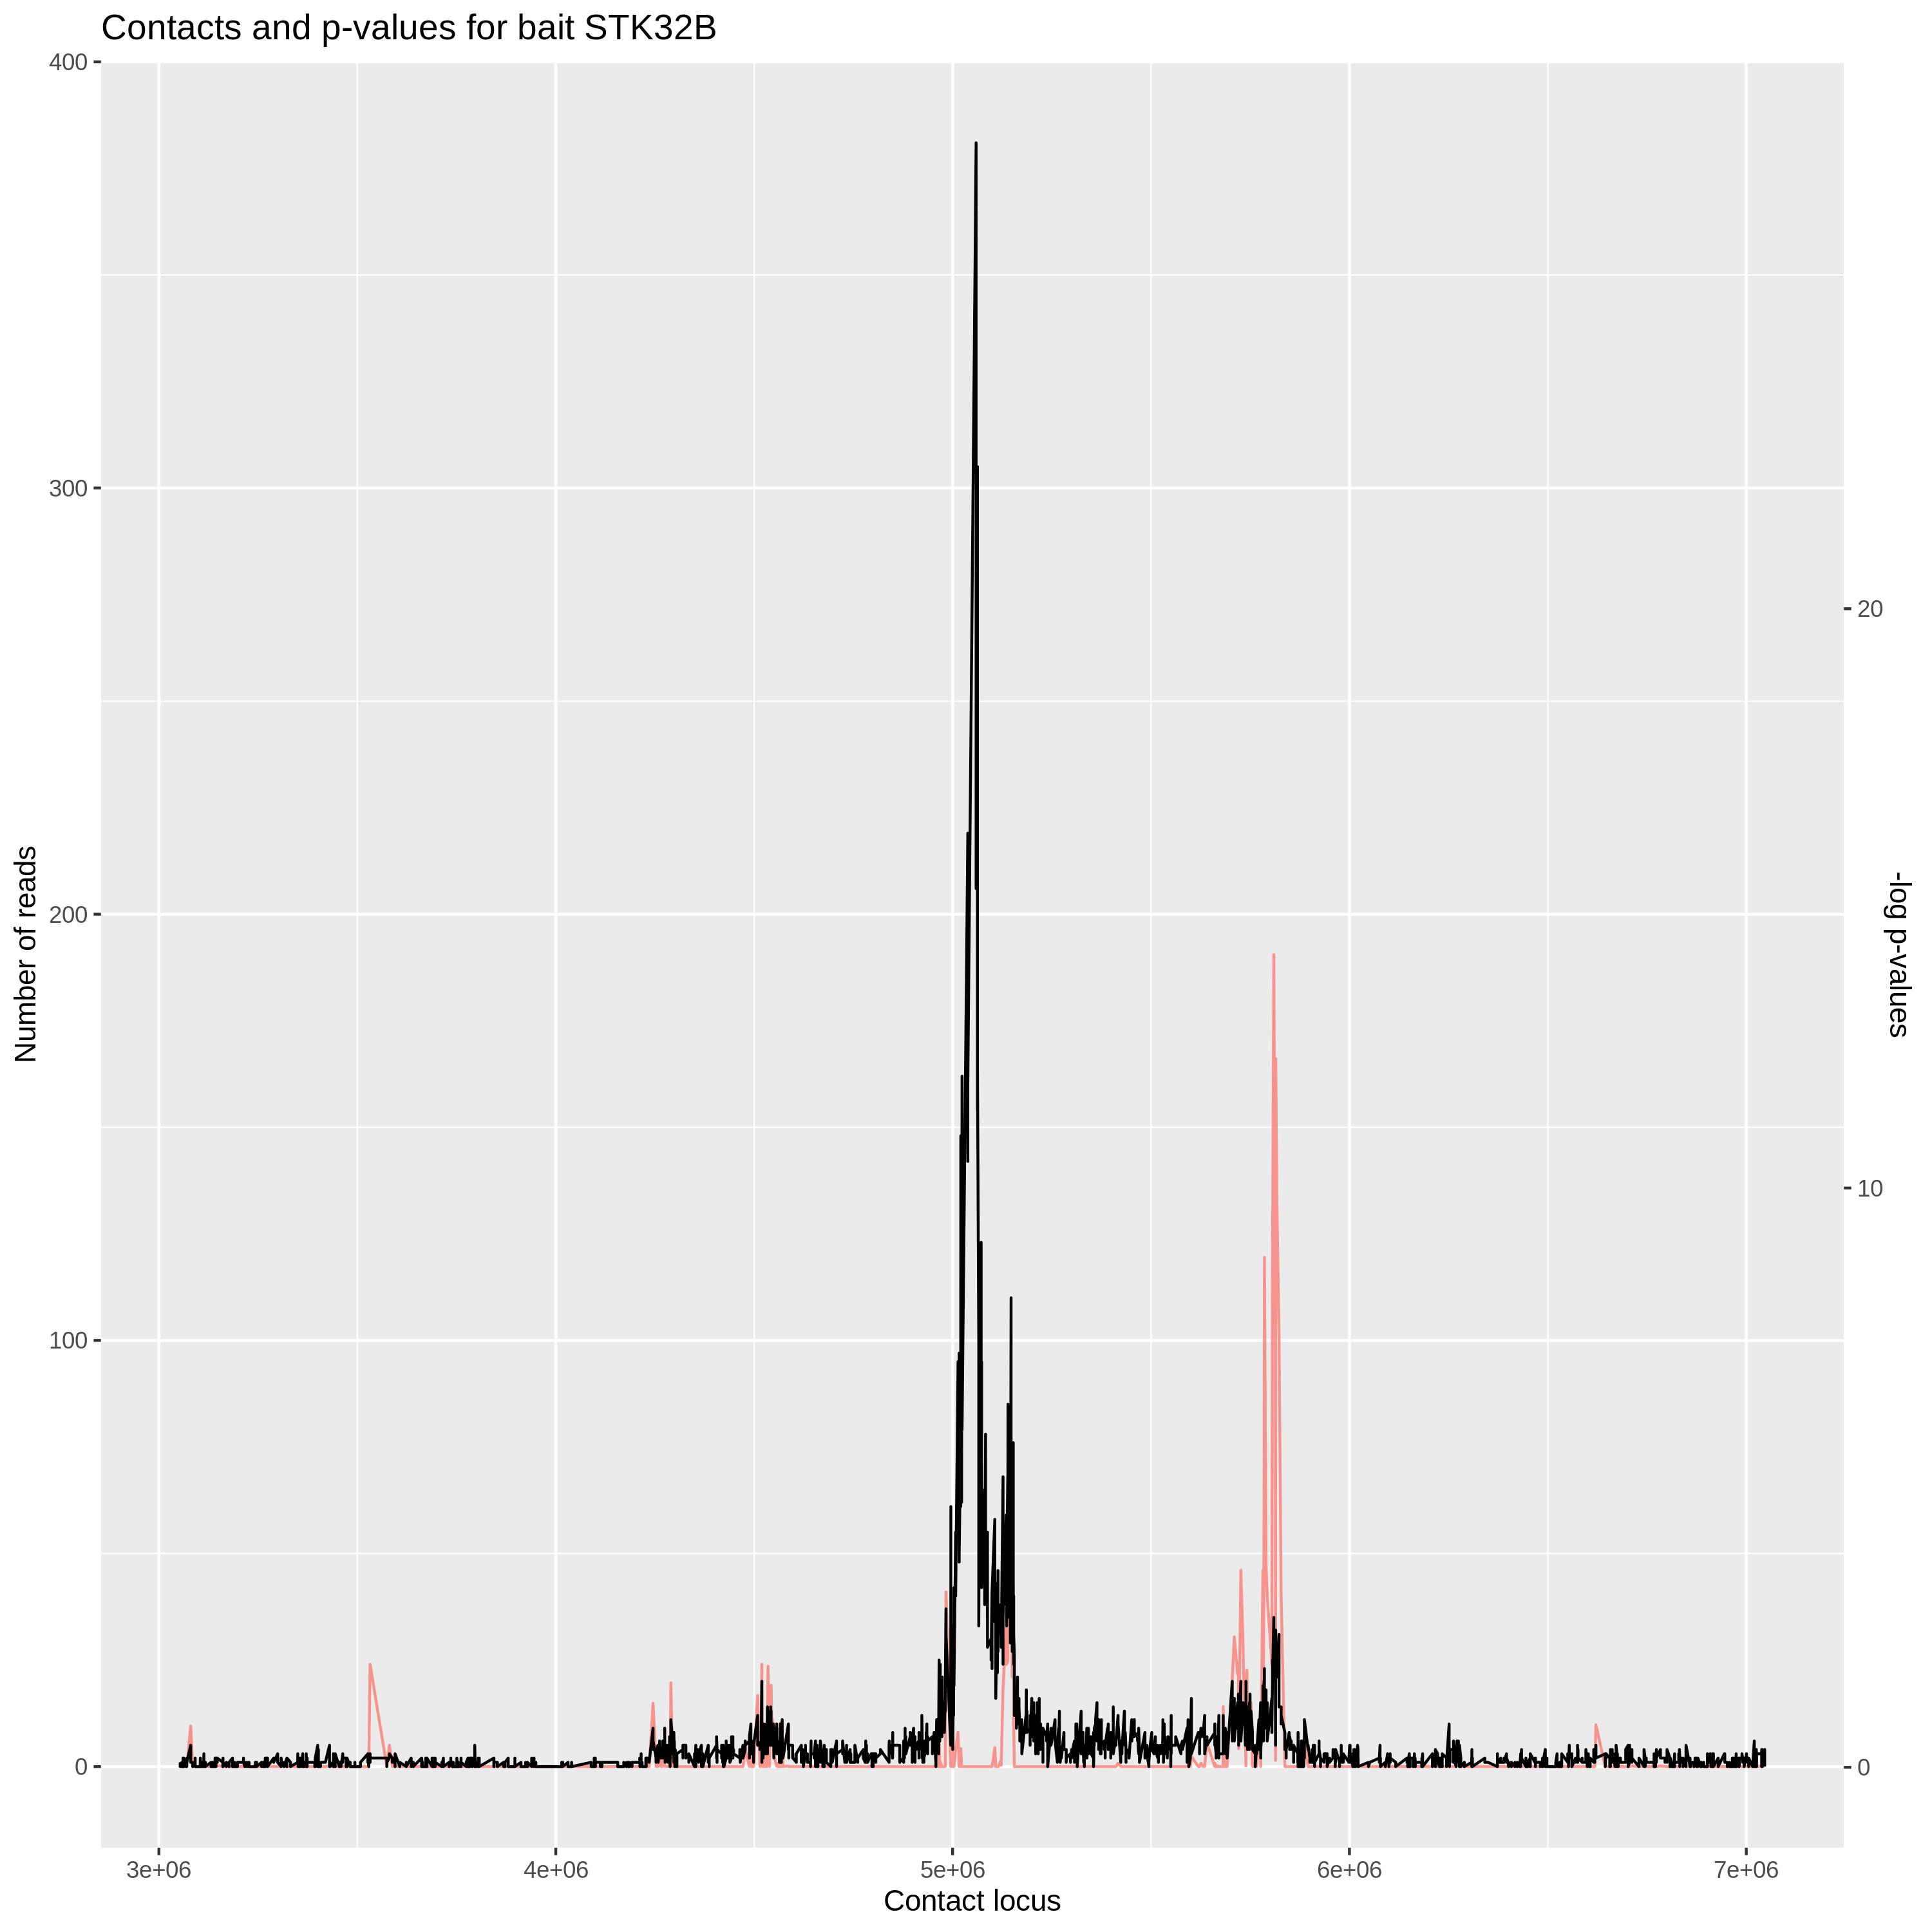 Contacts and p-values for bait STK32B
400
300
200
100
0
Number of reads
20
10
0
-log p-values
3e+06 4e+06 5e+06 6e+06 7e+06
Contact locus